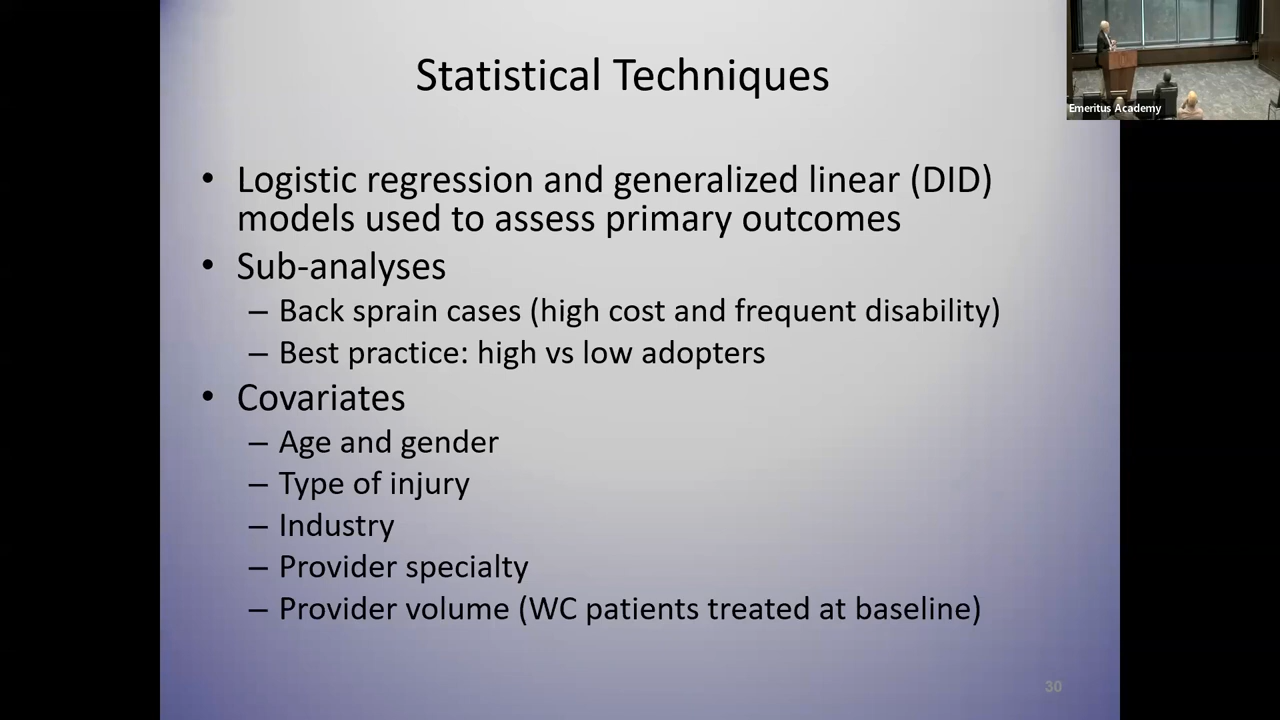 Statistical Techniques
Emeritus Academy
• Logistic regression and generalized linear (DID)
models used to assess primary outcomes
• Sub-analyses
– Back sprain cases (high cost and frequent disability)
– Best practice: high vs low adopters
• Covariates
– Age and gender
– Type of injury
– Industry
– Provider specialty
– Provider volume (WC patients treated at baseline)
30